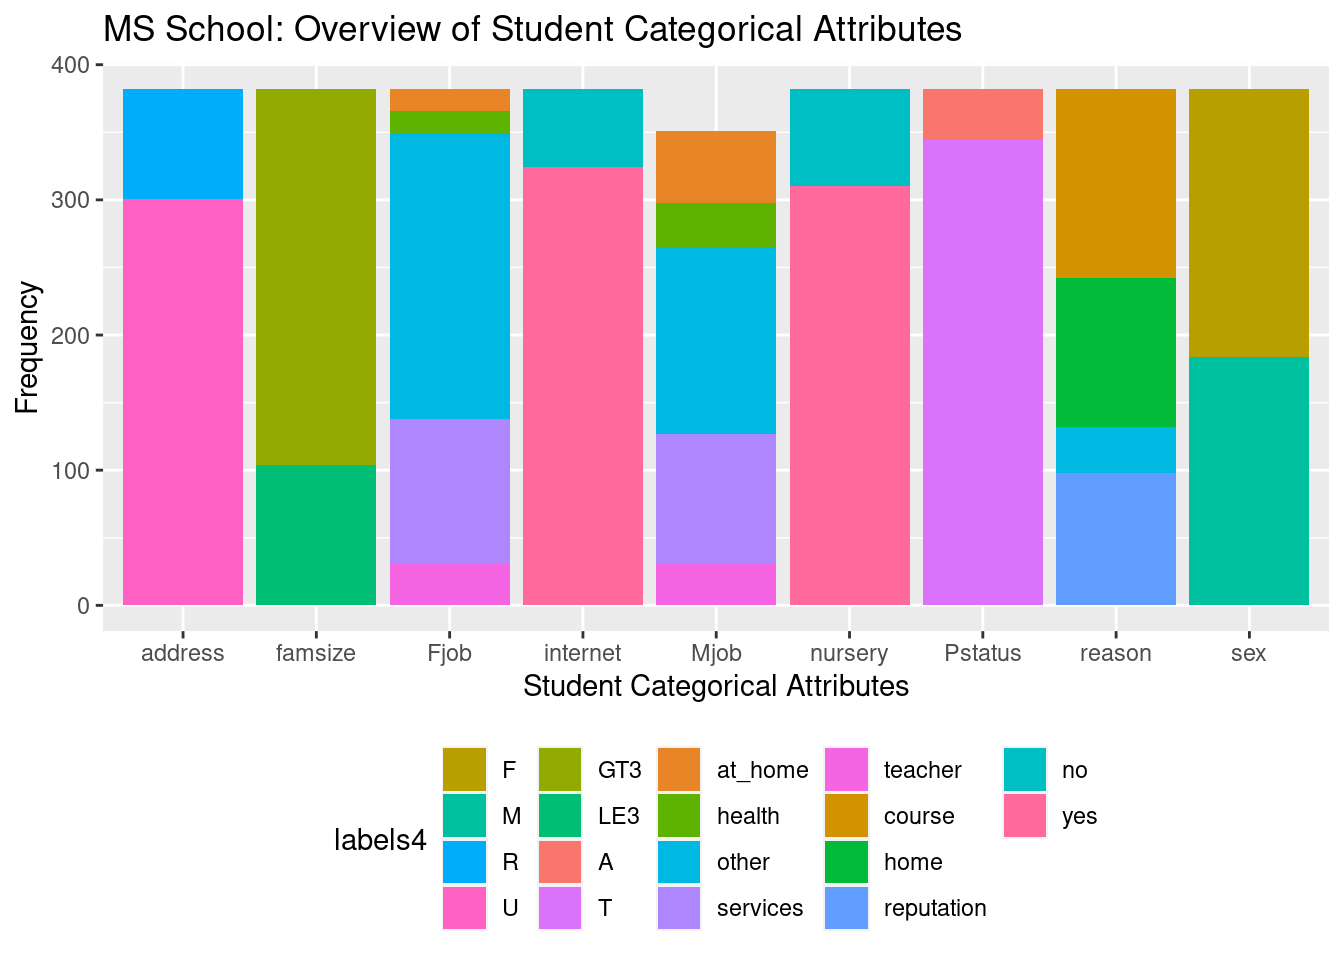 MS School: Overview of Student Categorical Attributes
400
300
200
100
0
Frequency
address famsize Fjob internet Mjob nursery Pstatus reason sex
Student Categorical Attributes
labels4
F GT3 at_home teacher no
M LE3 health course yes
R A other home
U T services reputation